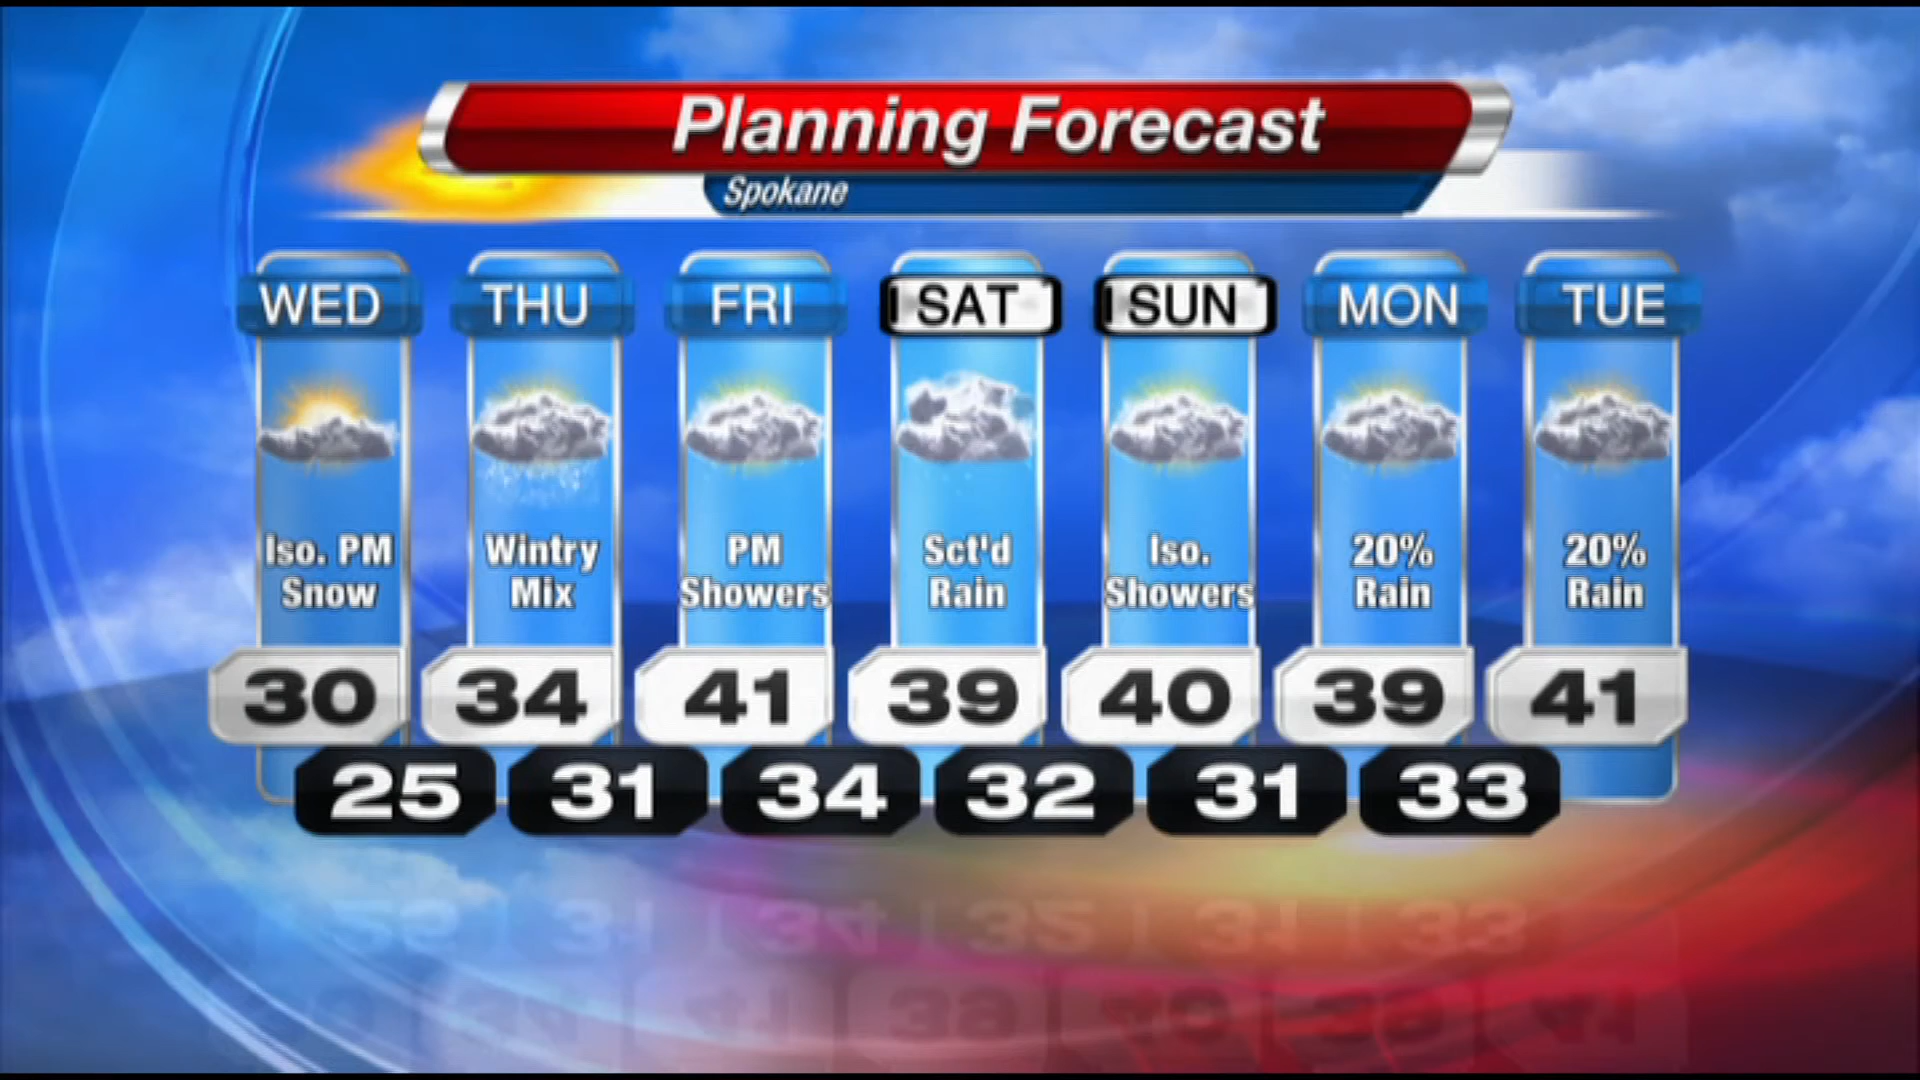 Planning Forecast
Spokane
WED THU FRI SAT SUN MON TUE
Iso. PM Snow
Wintry Mix
PM Showers
Sct'd Rain
Iso. Showers
20% Rain
20% Rain
30 34 41 39 40 39 41
25 31 34 32 31 33